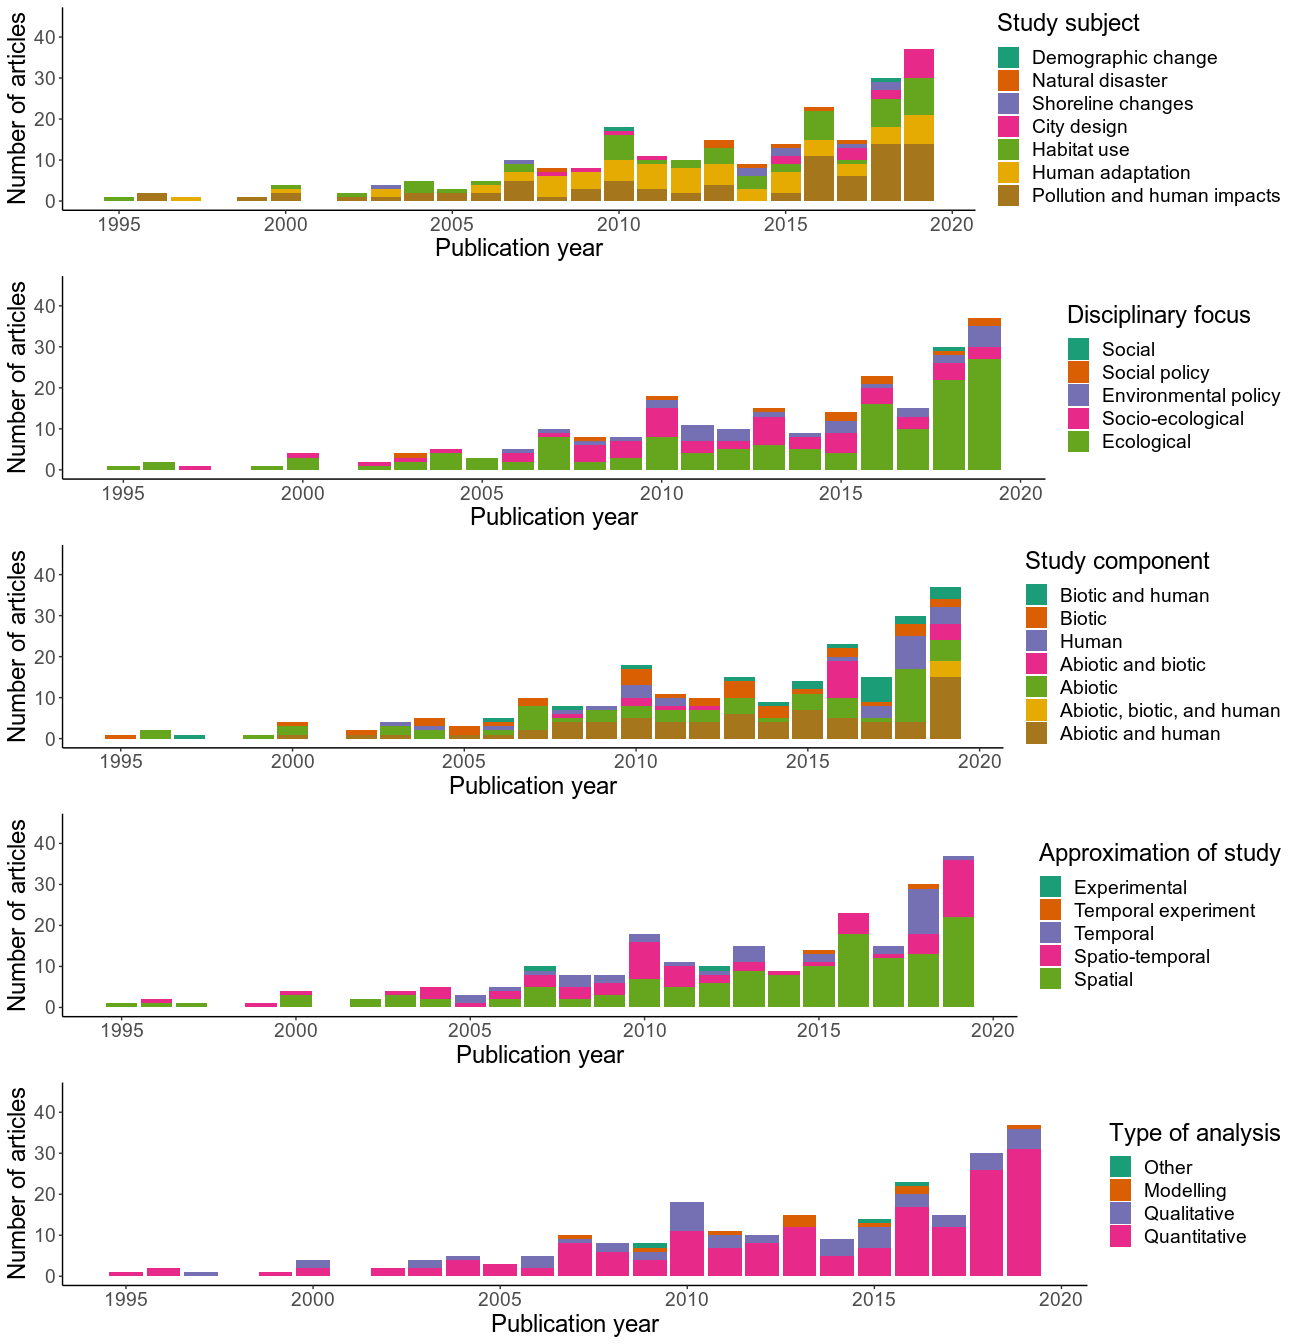 Number of articles
40
30
20
10
0
1995 2000 2005 2010 2015 2020
Publication year
Study subject
Demographic change
Natural disaster
Shoreline changes
City design
Habitat use
Human adaptation
Pollution and human impacts
Number of articles
40
30
20
10
0
1995 2000 2005 2010 2015 2020
Publication year
Disciplinary focus
Social
Social policy
Environmental policy
Socio-ecological
Ecological
Number of articles
40
30
20
10
0
1995 2000 2005 2010 2015 2020
Publication year
Study component
Biotic and human
Biotic
Human
Abiotic and biotic
Abiotic
Abiotic, biotic, and human
Abiotic and human
Number of articles
40
30
20
10
0
1995 2000 2005 2010 2015 2020
Publication year
Approximation of study
Experimental
Temporal experiment
Temporal
Spatio-temporal
Spatial
Number of articles
40
30
20
10
0
1995 2000 2005 2010 2015 2020
Publication year
Type of analysis
Other
Modelling
Qualitative
Quantitative